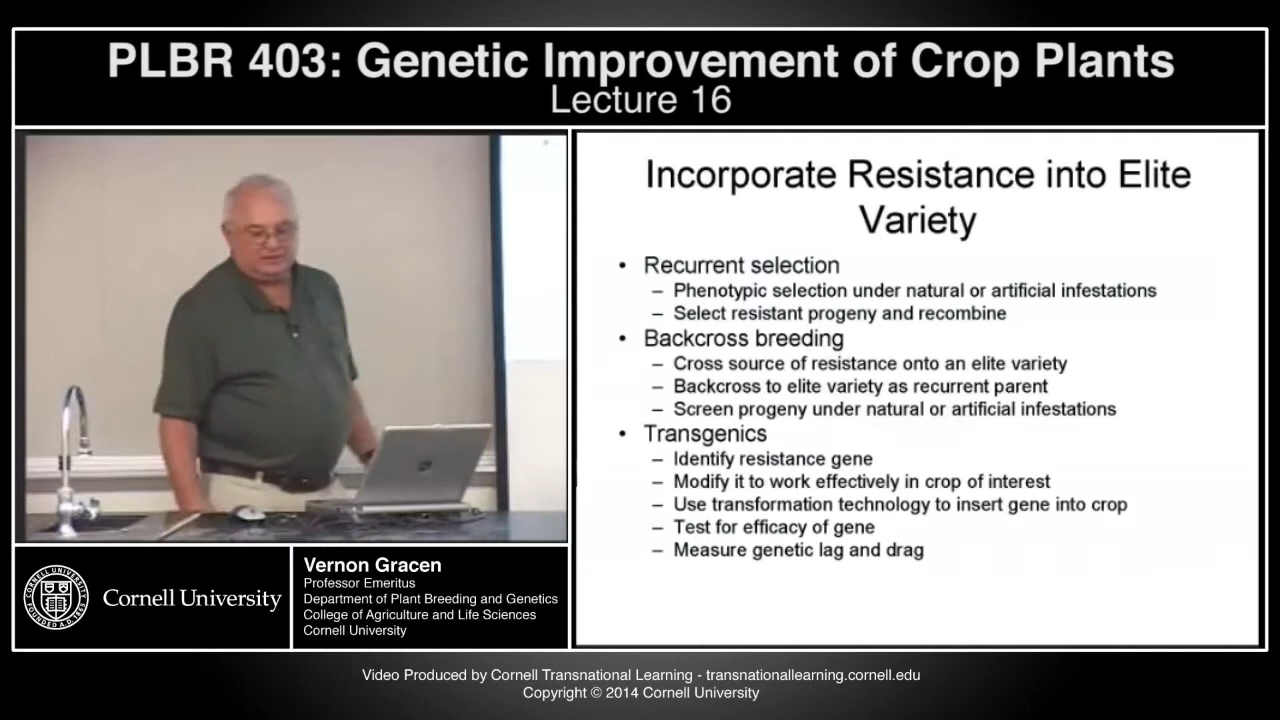 PLBR 403: Genetic Improvement of Crop Plants
Lecture 16
Incorporate Resistance into Elite
Variety
• Recurrent selection
– Phenotypic selection under natural or artificial infestations
– Select resistant progeny and recombine
• Backcross breeding
– Cross source of resistance onto an elite variety
– Backcross to elite variety as recurrent parent
– Screen progeny under natural or artificial infestations
• Transgenics
– Identify resistance gene
– Modify it to work effectively in crop of interest
– Use transformation technology to insert gene into crop
– Test for efficacy of gene
– Measure genetic lag and drag
Cornell University
Vernon Gracen
Professor Emeritus
Department of Plant Breeding and Genetics
College of Agriculture and Life Sciences
Cornell University
Video Produced by Cornell Transnational Learning - transnationallearning.cornell.edu
Copyright © 2014 Cornell University